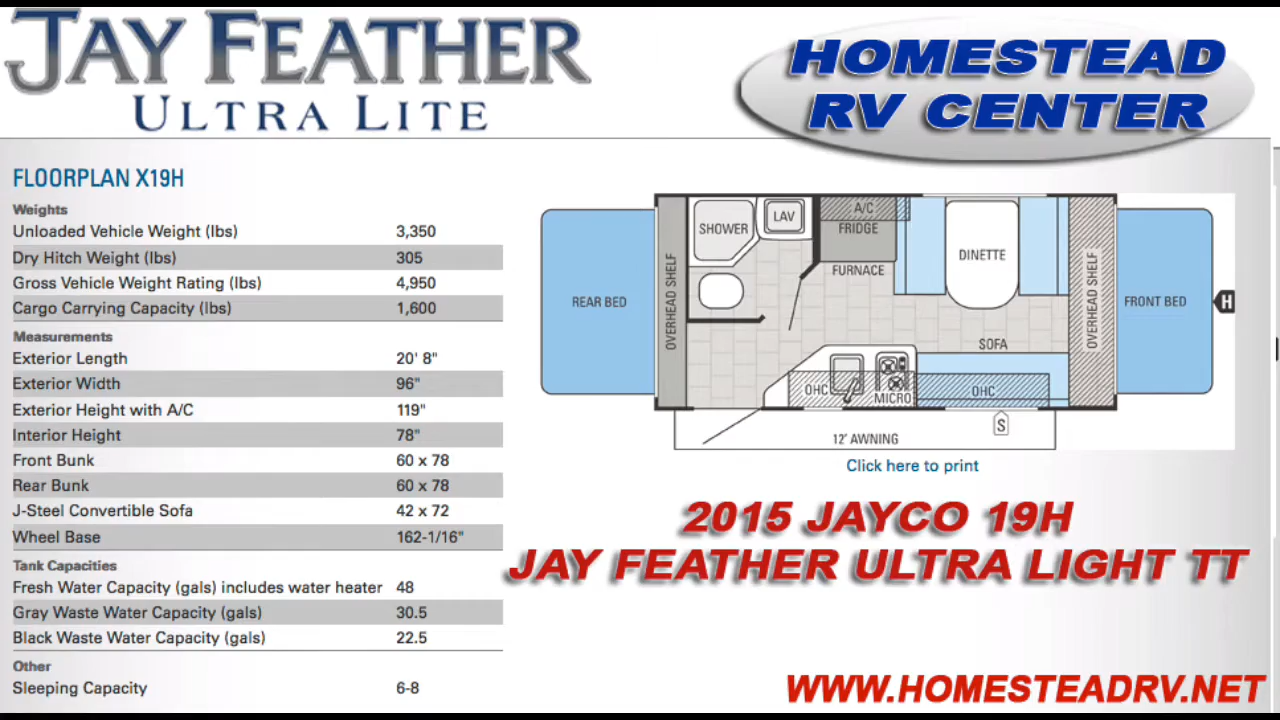 JAY FEATHER
ULTRA LITE
HOMESTEAD
RV CENTER
FLOORPLAN X19H
Weights
Unloaded Vehicle Weight (lbs) 3,350
Dry Hitch Weight (lbs) 305
Gross Vehicle Weight Rating (lbs) 4,950
Cargo Carrying Capacity (lbs) 1,600
Measurements
Exterior Length 20' 8"
Exterior Width 96"
Exterior Height with A/C 119"
Interior Height 78"
Front Bunk 60 x 78
Rear Bunk 60 x 78
J-Steel Convertible Sofa 42 x 72
Wheel Base 162-1/16"
Tank Capacities
Fresh Water Capacity (gals) includes water heater 48
Gray Waste Water Capacity (gals) 30.5
Black Waste Water Capacity (gals) 22.5
Other
Sleeping Capacity 6-8
REAR BED
OVERHEAD SHELF
SHOWER
LAV
A/C
FRIDGE
FURNACE
DINETTE
OVERHEAD SHELF
FRONT BED
H
SOFA
OHC
MICRO
OHC
S
12' AWNING
Click here to print
2015 JAYCO 19H
JAY FEATHER ULTRA LIGHT TT
WWW.HOMESTEADRV.NET